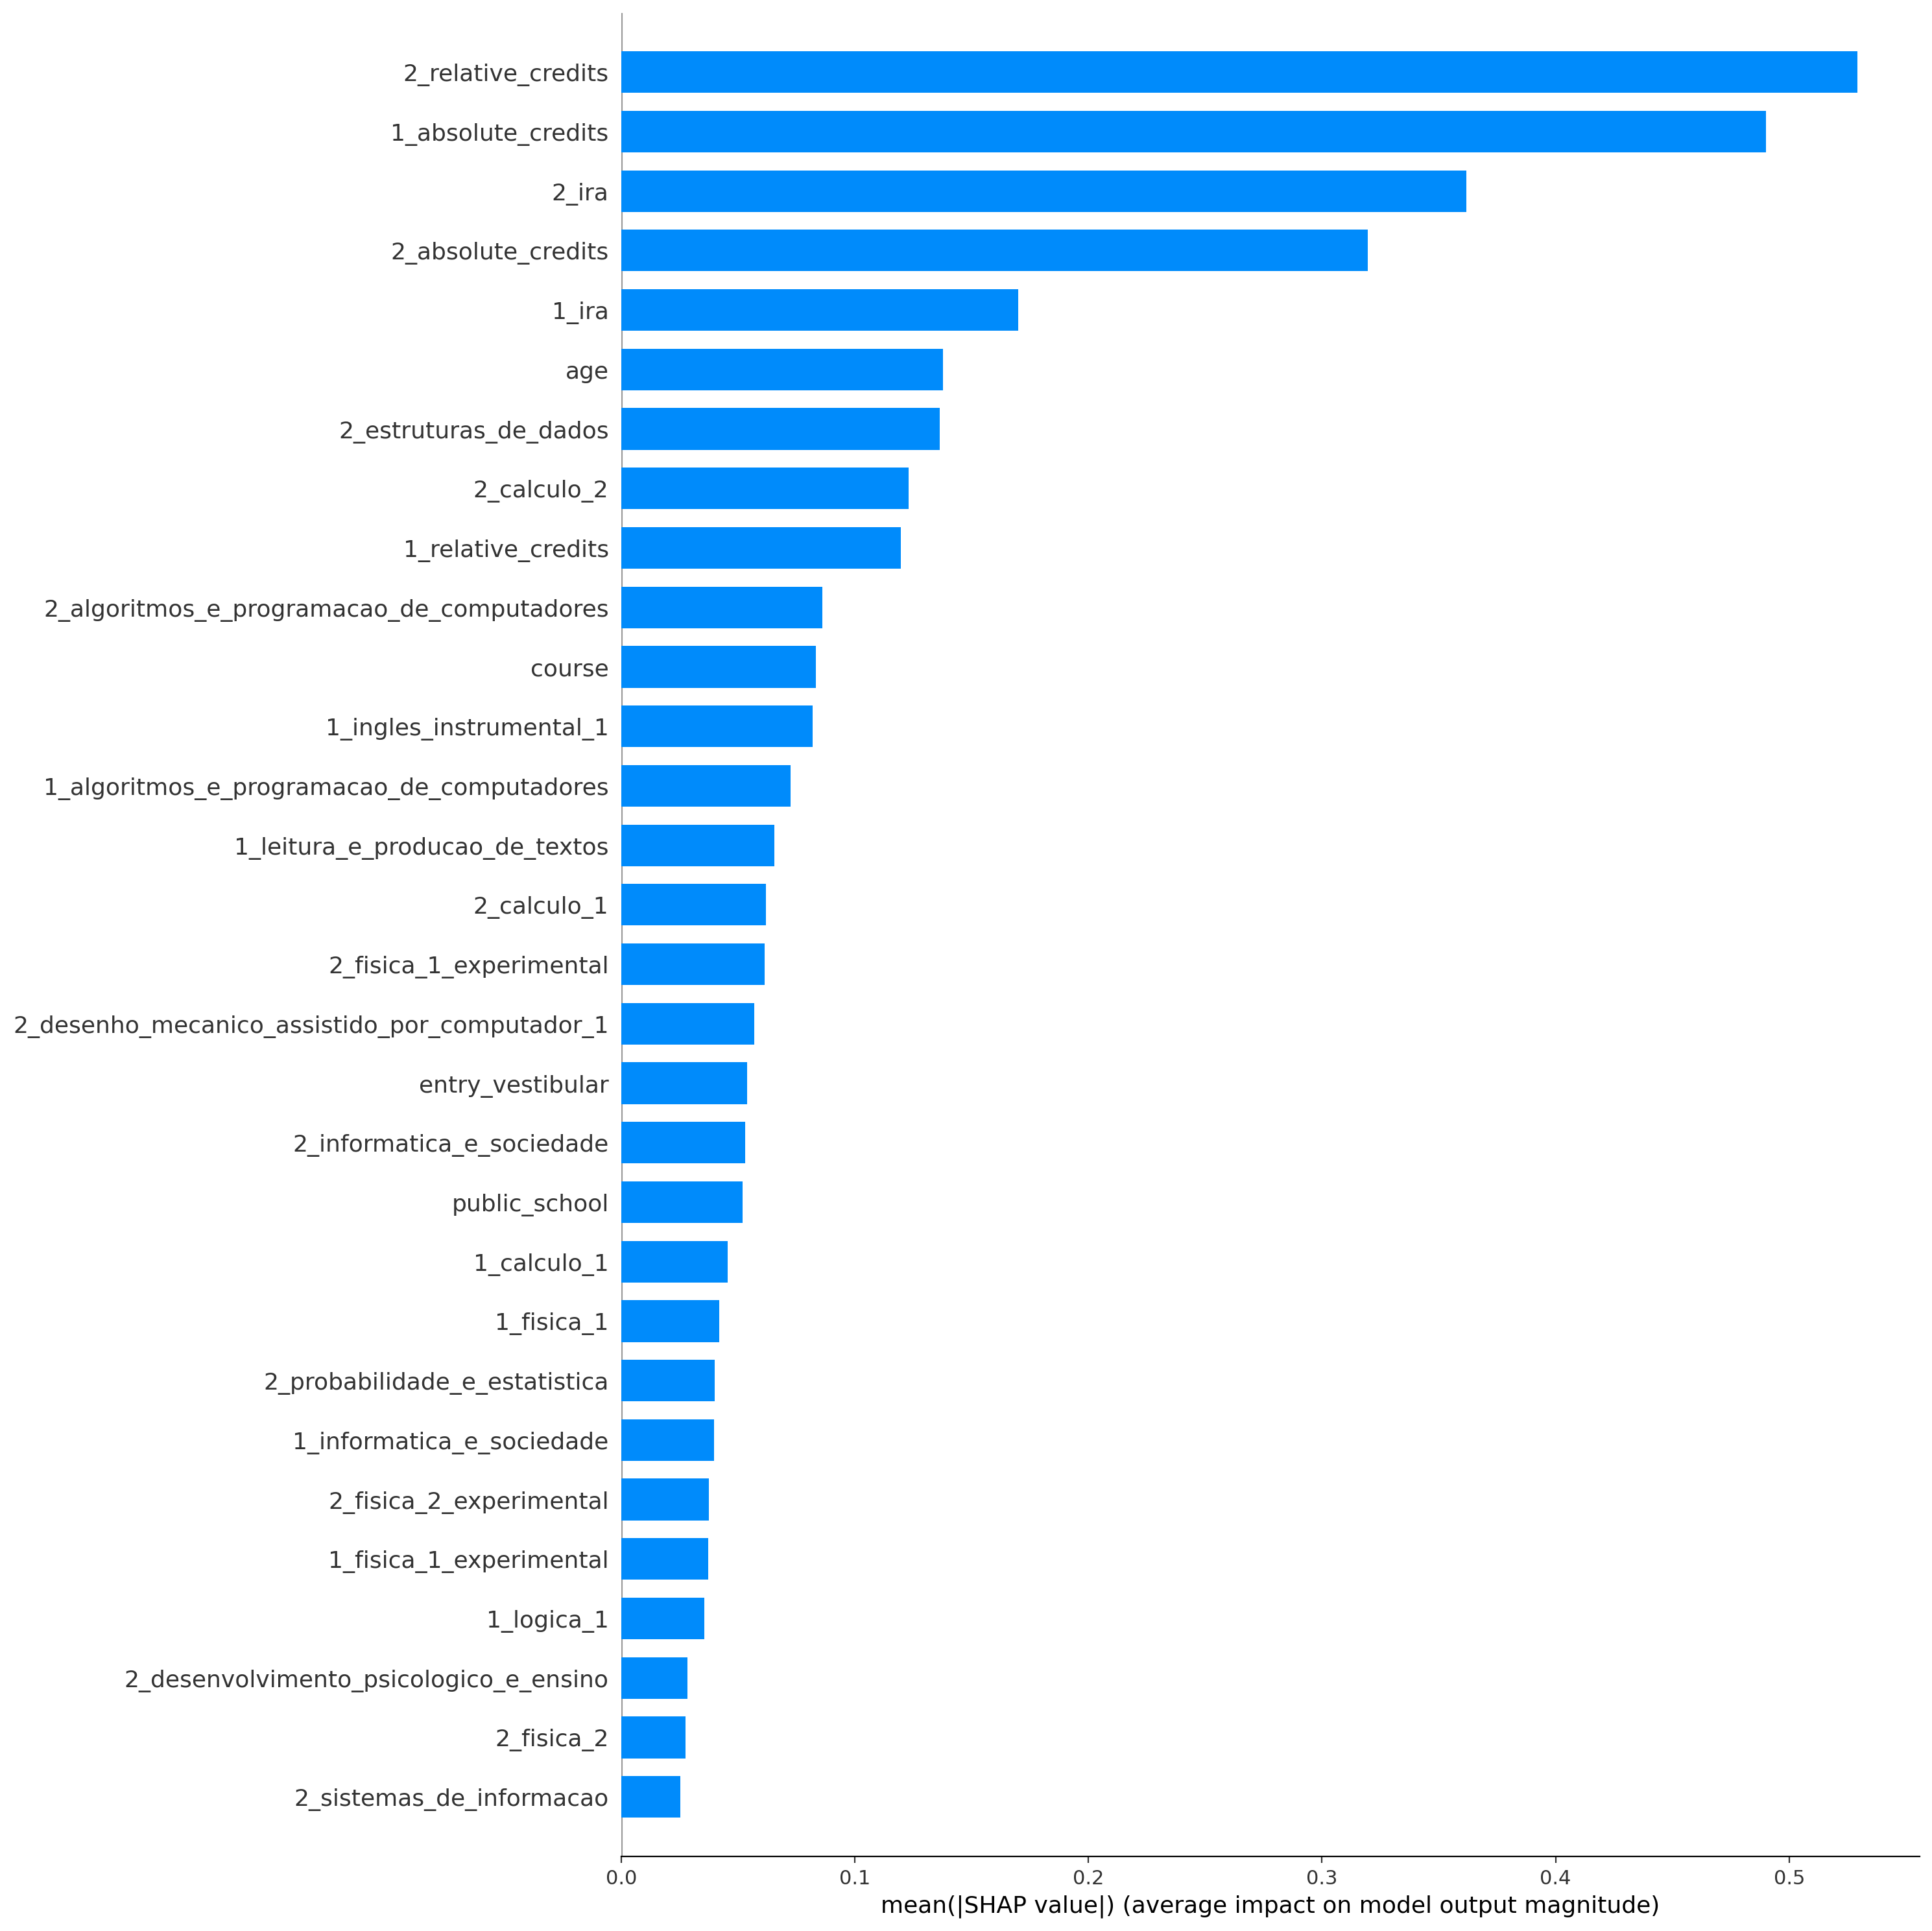 2_relative_credits
1_absolute_credits
2_ira
2_absolute_credits
1_ira
age
2_estruturas_de_dados
2_calculo_2
1_relative_credits
2_algoritmos_e_programacao_de_computadores
course
1_ingles_instrumental_1
1_algoritmos_e_programacao_de_computadores
1_leitura_e_producao_de_textos
2_calculo_1
2_fisica_1_experimental
2_desenho_mecanico_assistido_por_computador_1
entry_vestibular
2_informatica_e_sociedade
public_school
1_calculo_1
1_fisica_1
2_probabilidade_e_estatistica
1_informatica_e_sociedade
2_fisica_2_experimental
1_fisica_1_experimental
1_logica_1
2_desenvolvimento_psicologico_e_ensino
2_fisica_2
2_sistemas_de_informacao
0.0 0.1 0.2 0.3 0.4 0.5
mean(|SHAP value|) (average impact on model output magnitude)